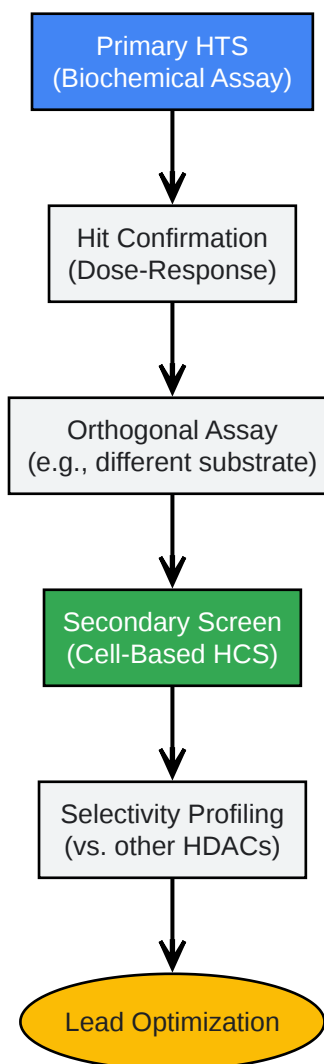 Primary HTS
(Biochemical Assay)
Hit Confirmation
(Dose-Response)
Orthogonal Assay
(e.g., different substrate)
Secondary Screen
(Cell-Based HCS)
Selectivity Profiling
(vs. other HDACs)
Lead Optimization